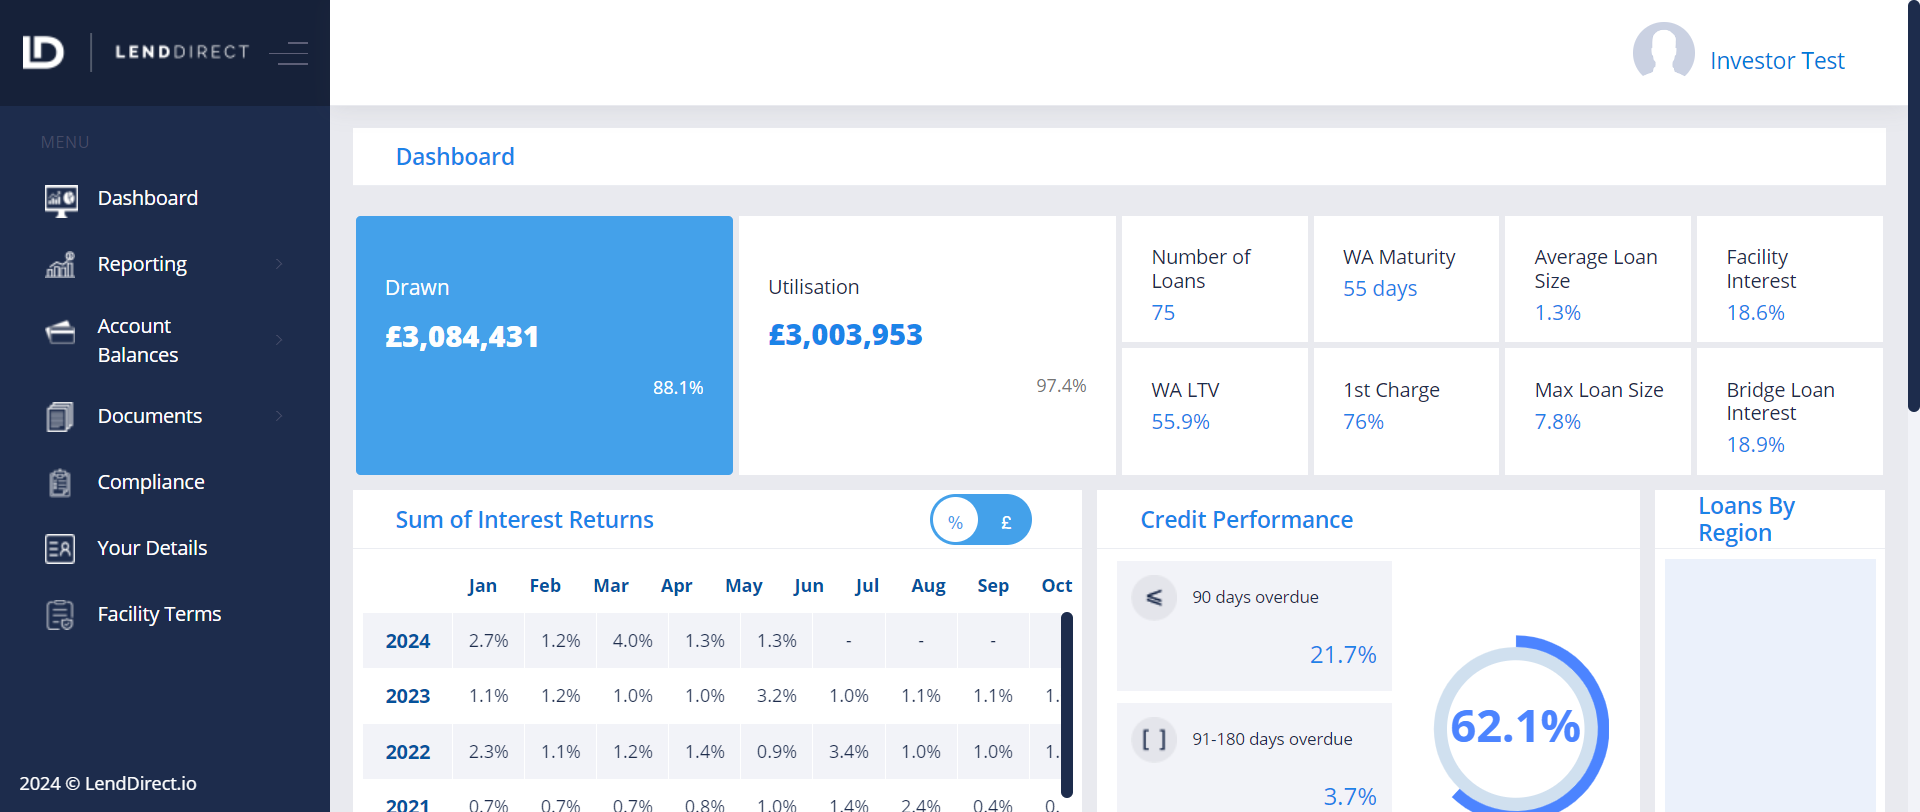 LENDDIRECT
Investor Test
MENU
Dashboard
Reporting
Account
Balances
Documents
Compliance
Your Details
Facility Terms
2024 © LendDirect.io
Dashboard
Drawn
£3,084,431
88.1%
Utilisation
£3,003,953
97.4%
Number of
Loans
75
WA Maturity
55 days
Average Loan
Size
1.3%
Facility
Interest
18.6%
WA LTV
55.9%
1st Charge
76%
Max Loan Size
7.8%
Bridge Loan
Interest
18.9%
Sum of Interest Returns
% £
Jan Feb Mar Apr May Jun Jul Aug Sep Oct
2024 2.7% 1.2% 4.0% 1.3% 1.3% - - -
2023 1.1% 1.2% 1.0% 1.0% 3.2% 1.0% 1.1% 1.1% 1.
2022 2.3% 1.1% 1.2% 1.4% 0.9% 3.4% 1.0% 1.0% 1.
2021 0.7% 0.7% 0.7% 0.8% 1.0% 1.4% 2.4% 0.4% 0.
Credit Performance
⩽ 90 days overdue
21.7%
[ ] 91-180 days overdue
3.7%
62.1%
Loans By
Region